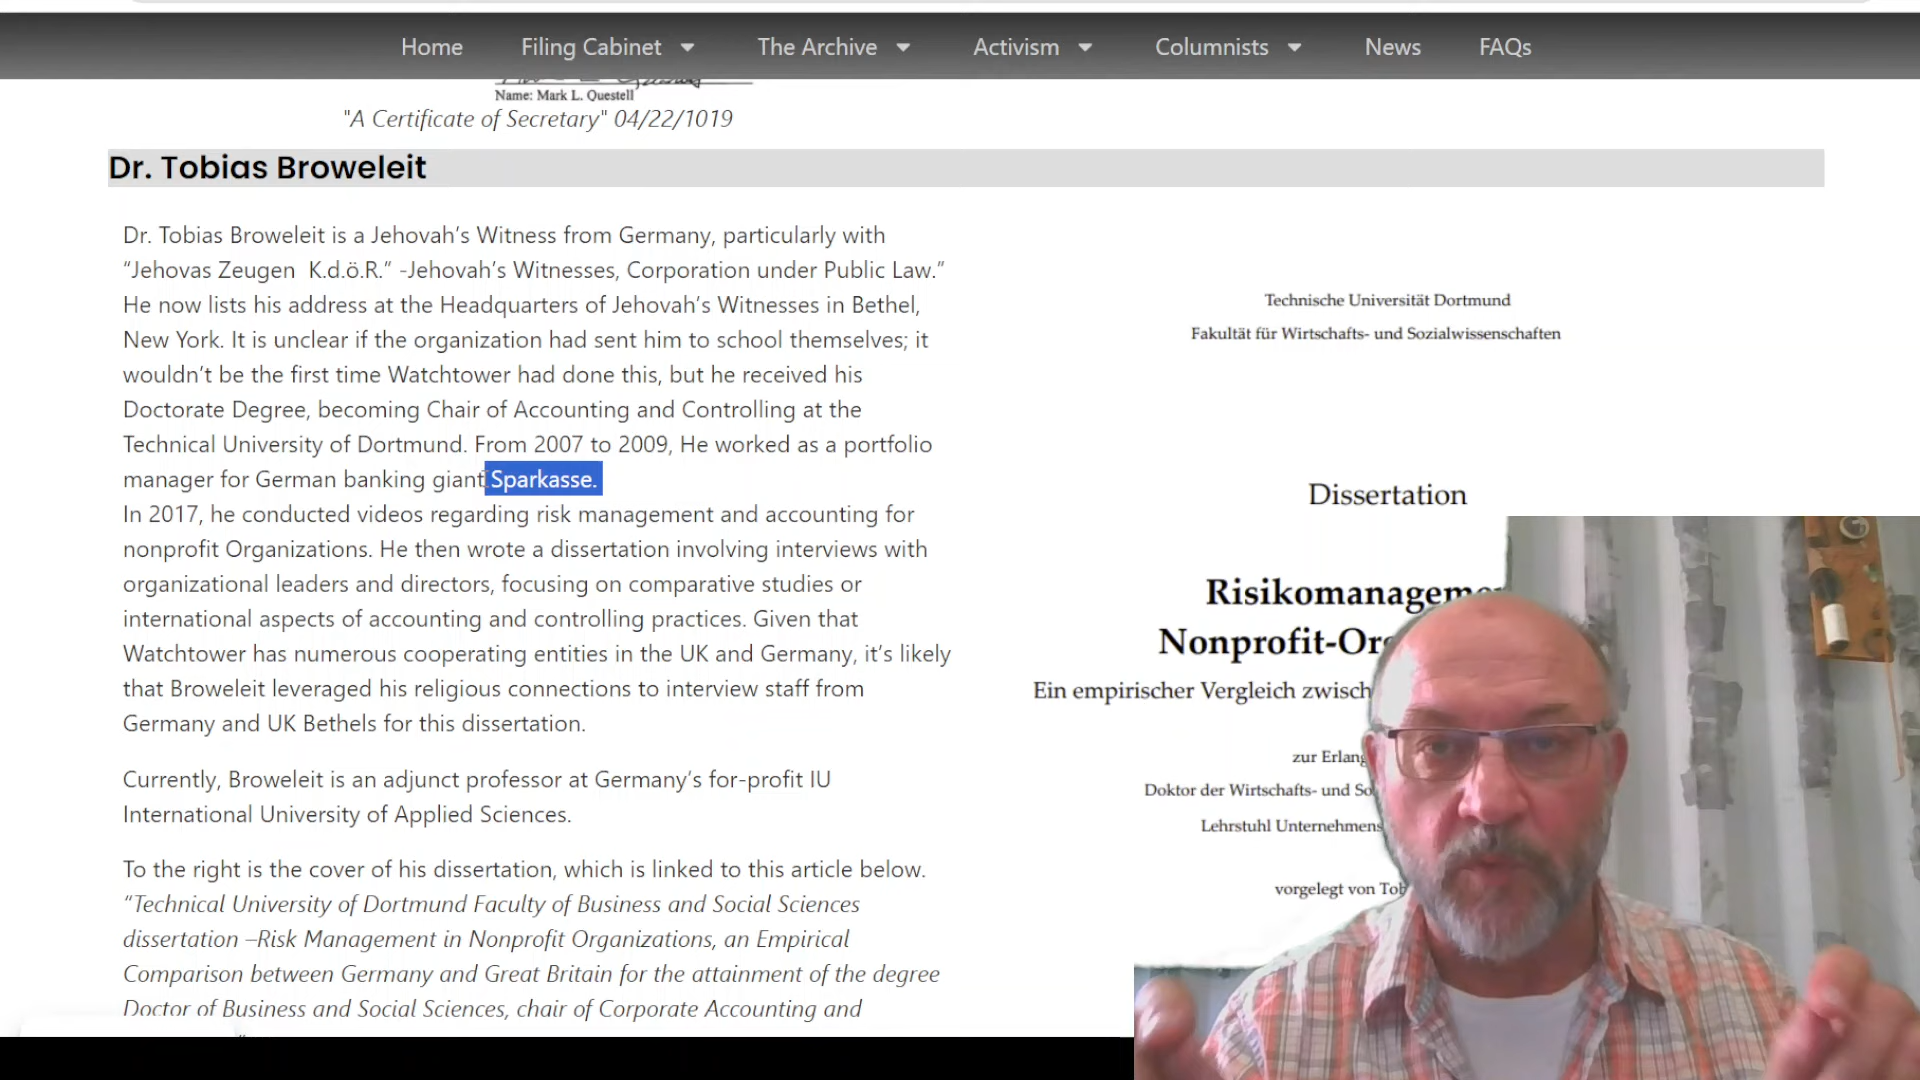 Home Filing Cabinet The Archive Activism Columnists News FAQs
Name: Mark L. Questell
"A Certificate of Secretary" 04/22/1019
Dr. Tobias Broweleit
Dr. Tobias Broweleit is a Jehovah’s Witness from Germany, particularly with
“Jehovas Zeugen K.d.ö.R.” -Jehovah’s Witnesses, Corporation under Public Law.”
He now lists his address at the Headquarters of Jehovah’s Witnesses in Bethel,
New York. It is unclear if the organization had sent him to school themselves; it
wouldn’t be the first time Watchtower had done this, but he received his
Doctorate Degree, becoming Chair of Accounting and Controlling at the
Technical University of Dortmund. From 2007 to 2009, He worked as a portfolio
manager for German banking giant Sparkasse.
In 2017, he conducted videos regarding risk management and accounting for
nonprofit Organizations. He then wrote a dissertation involving interviews with
organizational leaders and directors, focusing on comparative studies or
international aspects of accounting and controlling practices. Given that
Watchtower has numerous cooperating entities in the UK and Germany, it’s likely
that Broweleit leveraged his religious connections to interview staff from
Germany and UK Bethels for this dissertation.
Currently, Broweleit is an adjunct professor at Germany’s for-profit IU
International University of Applied Sciences.
To the right is the cover of his dissertation, which is linked to this article below.
“Technical University of Dortmund Faculty of Business and Social Sciences
dissertation –Risk Management in Nonprofit Organizations, an Empirical
Comparison between Germany and Great Britain for the attainment of the degree
Doctor of Business and Social Sciences, chair of Corporate Accounting and
Technische Universität Dortmund
Fakultät für Wirtschafts- und Sozialwissenschaften
Dissertation
Risikomanageme
Nonprofit-Or
Ein empirischer Vergleich zwisch
zur Erlang
Doktor der Wirtschafts- und So
Lehrstuhl Unternehmens
vorgelegt von Tob